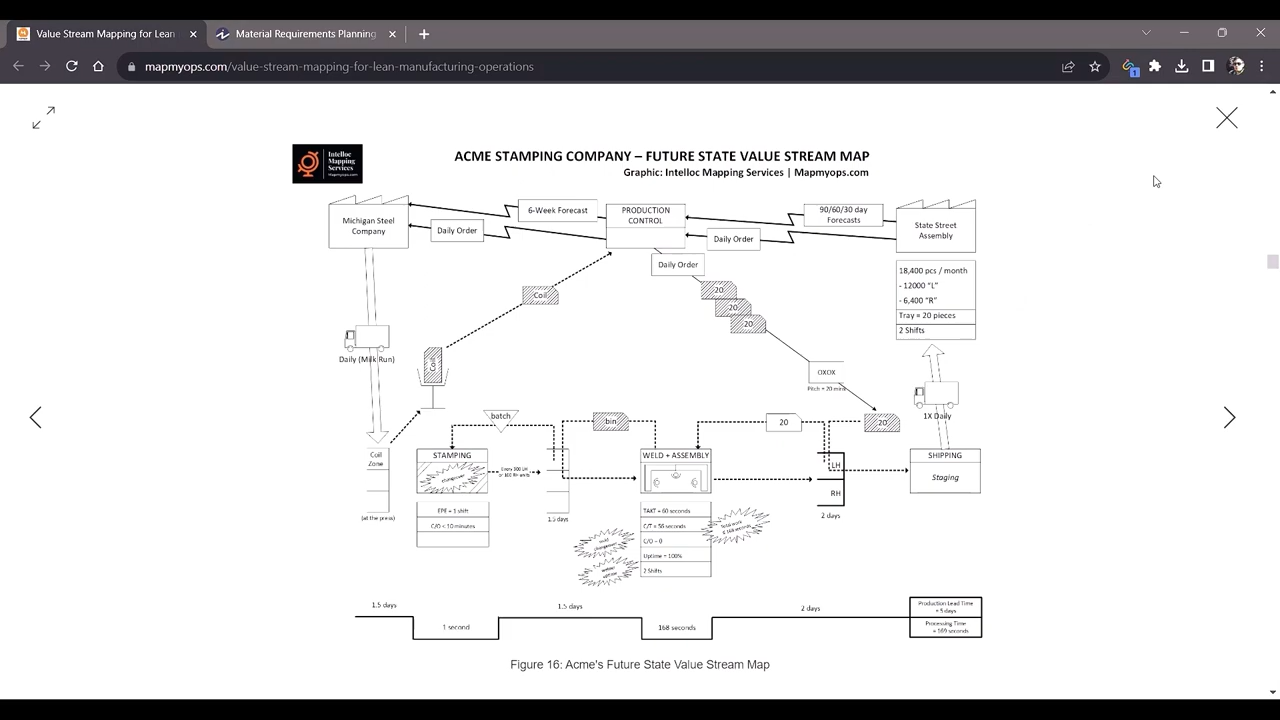 Value Stream Mapping for Lean
Material Requirements Planning
mapmyops.com/value-stream-mapping-for-lean-manufacturing-operations
1
Intelloc
Mapping
Services
Mapmyops.com
ACME STAMPING COMPANY – FUTURE STATE VALUE STREAM MAP
Graphic: Intelloc Mapping Services | Mapmyops.com
Michigan Steel
Company
6-Week Forecast
Daily Order
PRODUCTION
CONTROL
90/60/30 day
Forecasts
Daily Order
State Street
Assembly
Daily Order
18,400 pcs / month
- 12000 “L”
- 6,400 “R”
Tray = 20 pieces
2 Shifts
Coil
20
20
20
Daily (Milk Run)
Coil
OXOX
Pitch = 20 mins
1X Daily
batch
bin
20
20
Coil
Zone
(at the press)
STAMPING
EPE = 1 shift
C/O < 10 minutes
1.5 days
WELD + ASSEMBLY
TAKT = 60 seconds
C/T = 56 seconds
C/O = 0
Uptime = 100%
2 Shifts
LH
RH
2 days
SHIPPING
Staging
1.5 days
1 second
1.5 days
168 seconds
2 days
Production Lead Time
= 5 days
Processing Time
= 169 seconds
Figure 16: Acme's Future State Value Stream Map